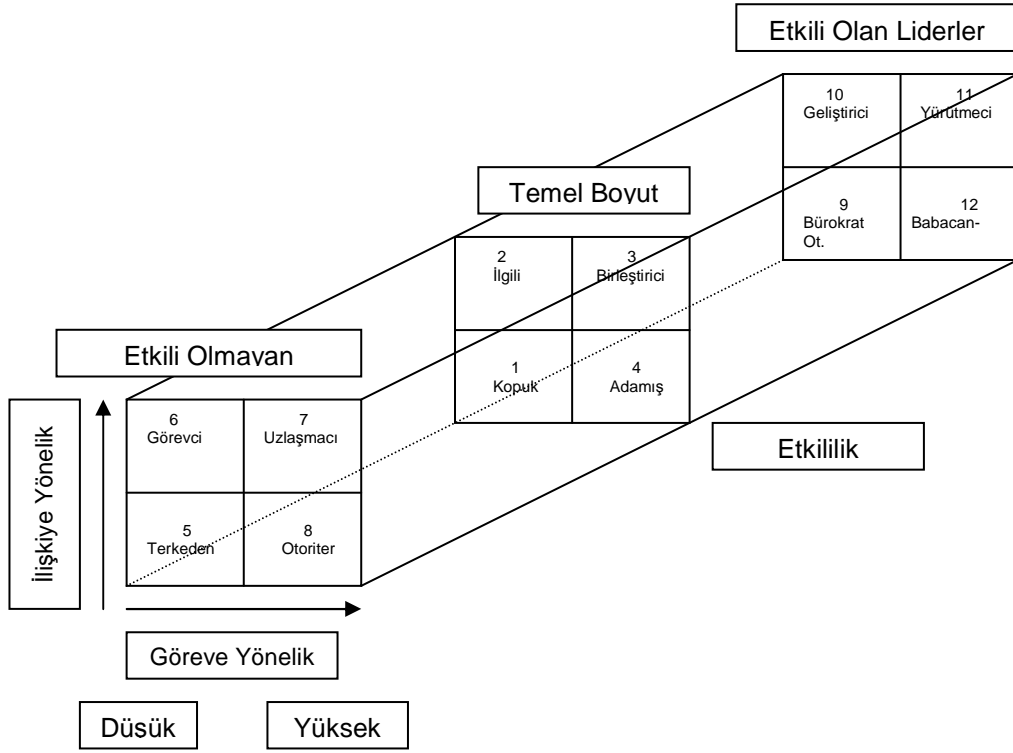 Etkili Olan Liderler
10
Geliştirici
11
Yürütmeci
9
Bürokrat
Ot.
12
Babacan-
Temel Boyut
2
İlgili
3
Birleştirici
1
Kopuk
4
Adamış
Etkili Olmayan
6
Görevci
7
Uzlaşmacı
5
Terkeden
8
Otoriter
İlişkiye Yönelik
Etkililik
Göreve Yönelik
Düşük
Yüksek